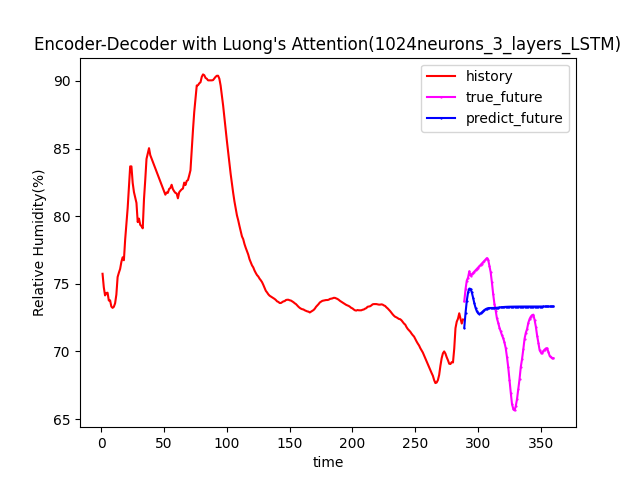 Encoder-Decoder with Luong's Attention(1024neurons_3_layers_LSTM)
history
true_future
predict_future
Relative Humidity(%)
90
85
80
75
70
65
0 50 100 150 200 250 300 350
time